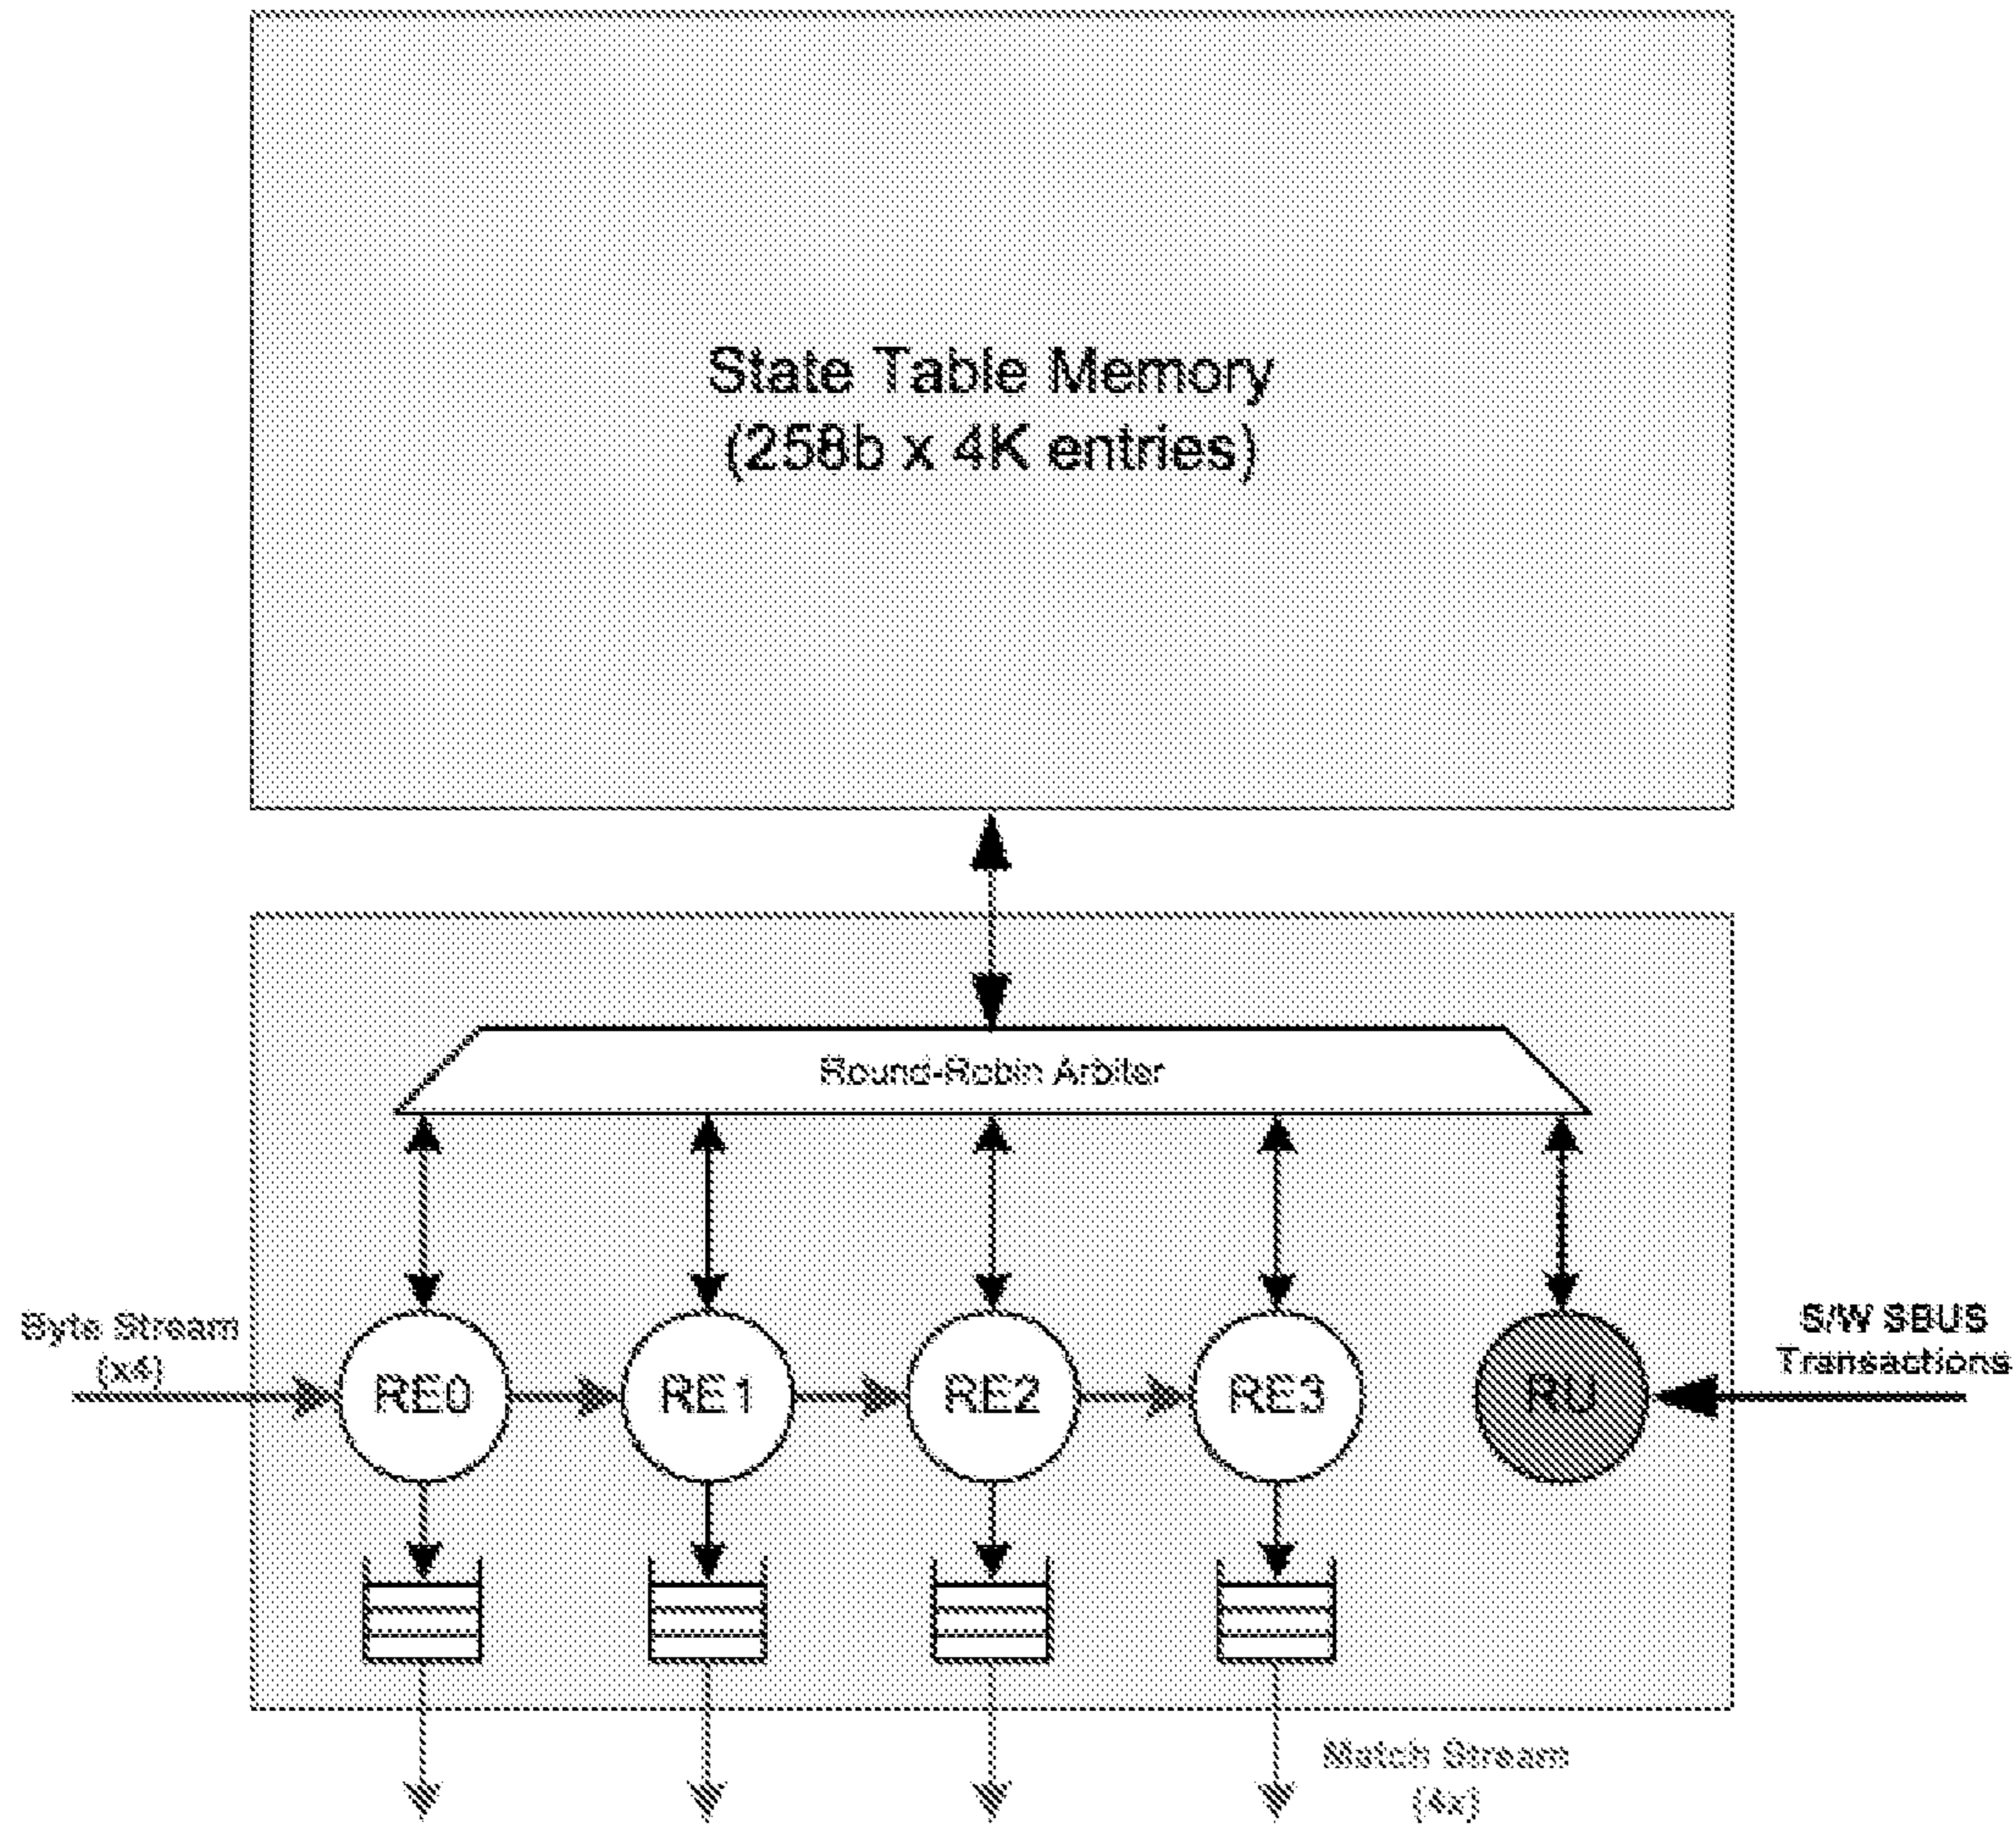 State Table Memory
(258b x 4K entries)
Round-Robin Arbiter
Byte Stream
(x4)
S/W SBUS
Transactions
RE0
RE1
RE2
RE3
RU
Match Stream
(4x)